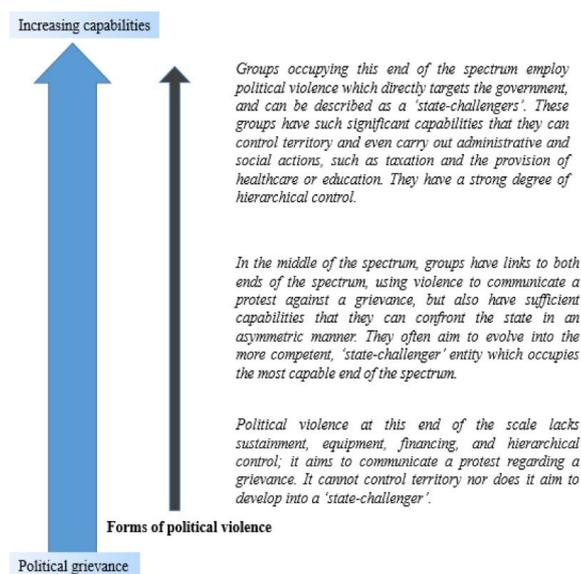 Increasing capabilities
Groups occupying this end of the spectrum employ
political violence which directly targets the government,
and can be described as a ‘state-challengers’. These
groups have such significant capabilities that they can
control territory and even carry out administrative and
social actions, such as taxation and the provision of
healthcare or education. They have a strong degree of
hierarchical control.
In the middle of the spectrum, groups have links to both
ends of the spectrum, using violence to communicate a
protest against a grievance, but also have sufficient
capabilities that they can confront the state in an
asymmetric manner. They often aim to evolve into the
more competent, ‘state-challenger’ entity which occupies
the most capable end of the spectrum.
Political violence at this end of the scale lacks
sustainment, equipment, financing, and hierarchical
control; it aims to communicate a protest regarding a
grievance. It cannot control territory nor does it aim to
develop into a ‘state-challenger’.
Forms of political violence
Political grievance